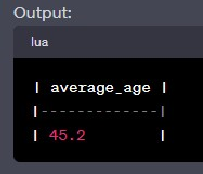 Output:
lua
| average_age |
|-------------|
| 45.2        |